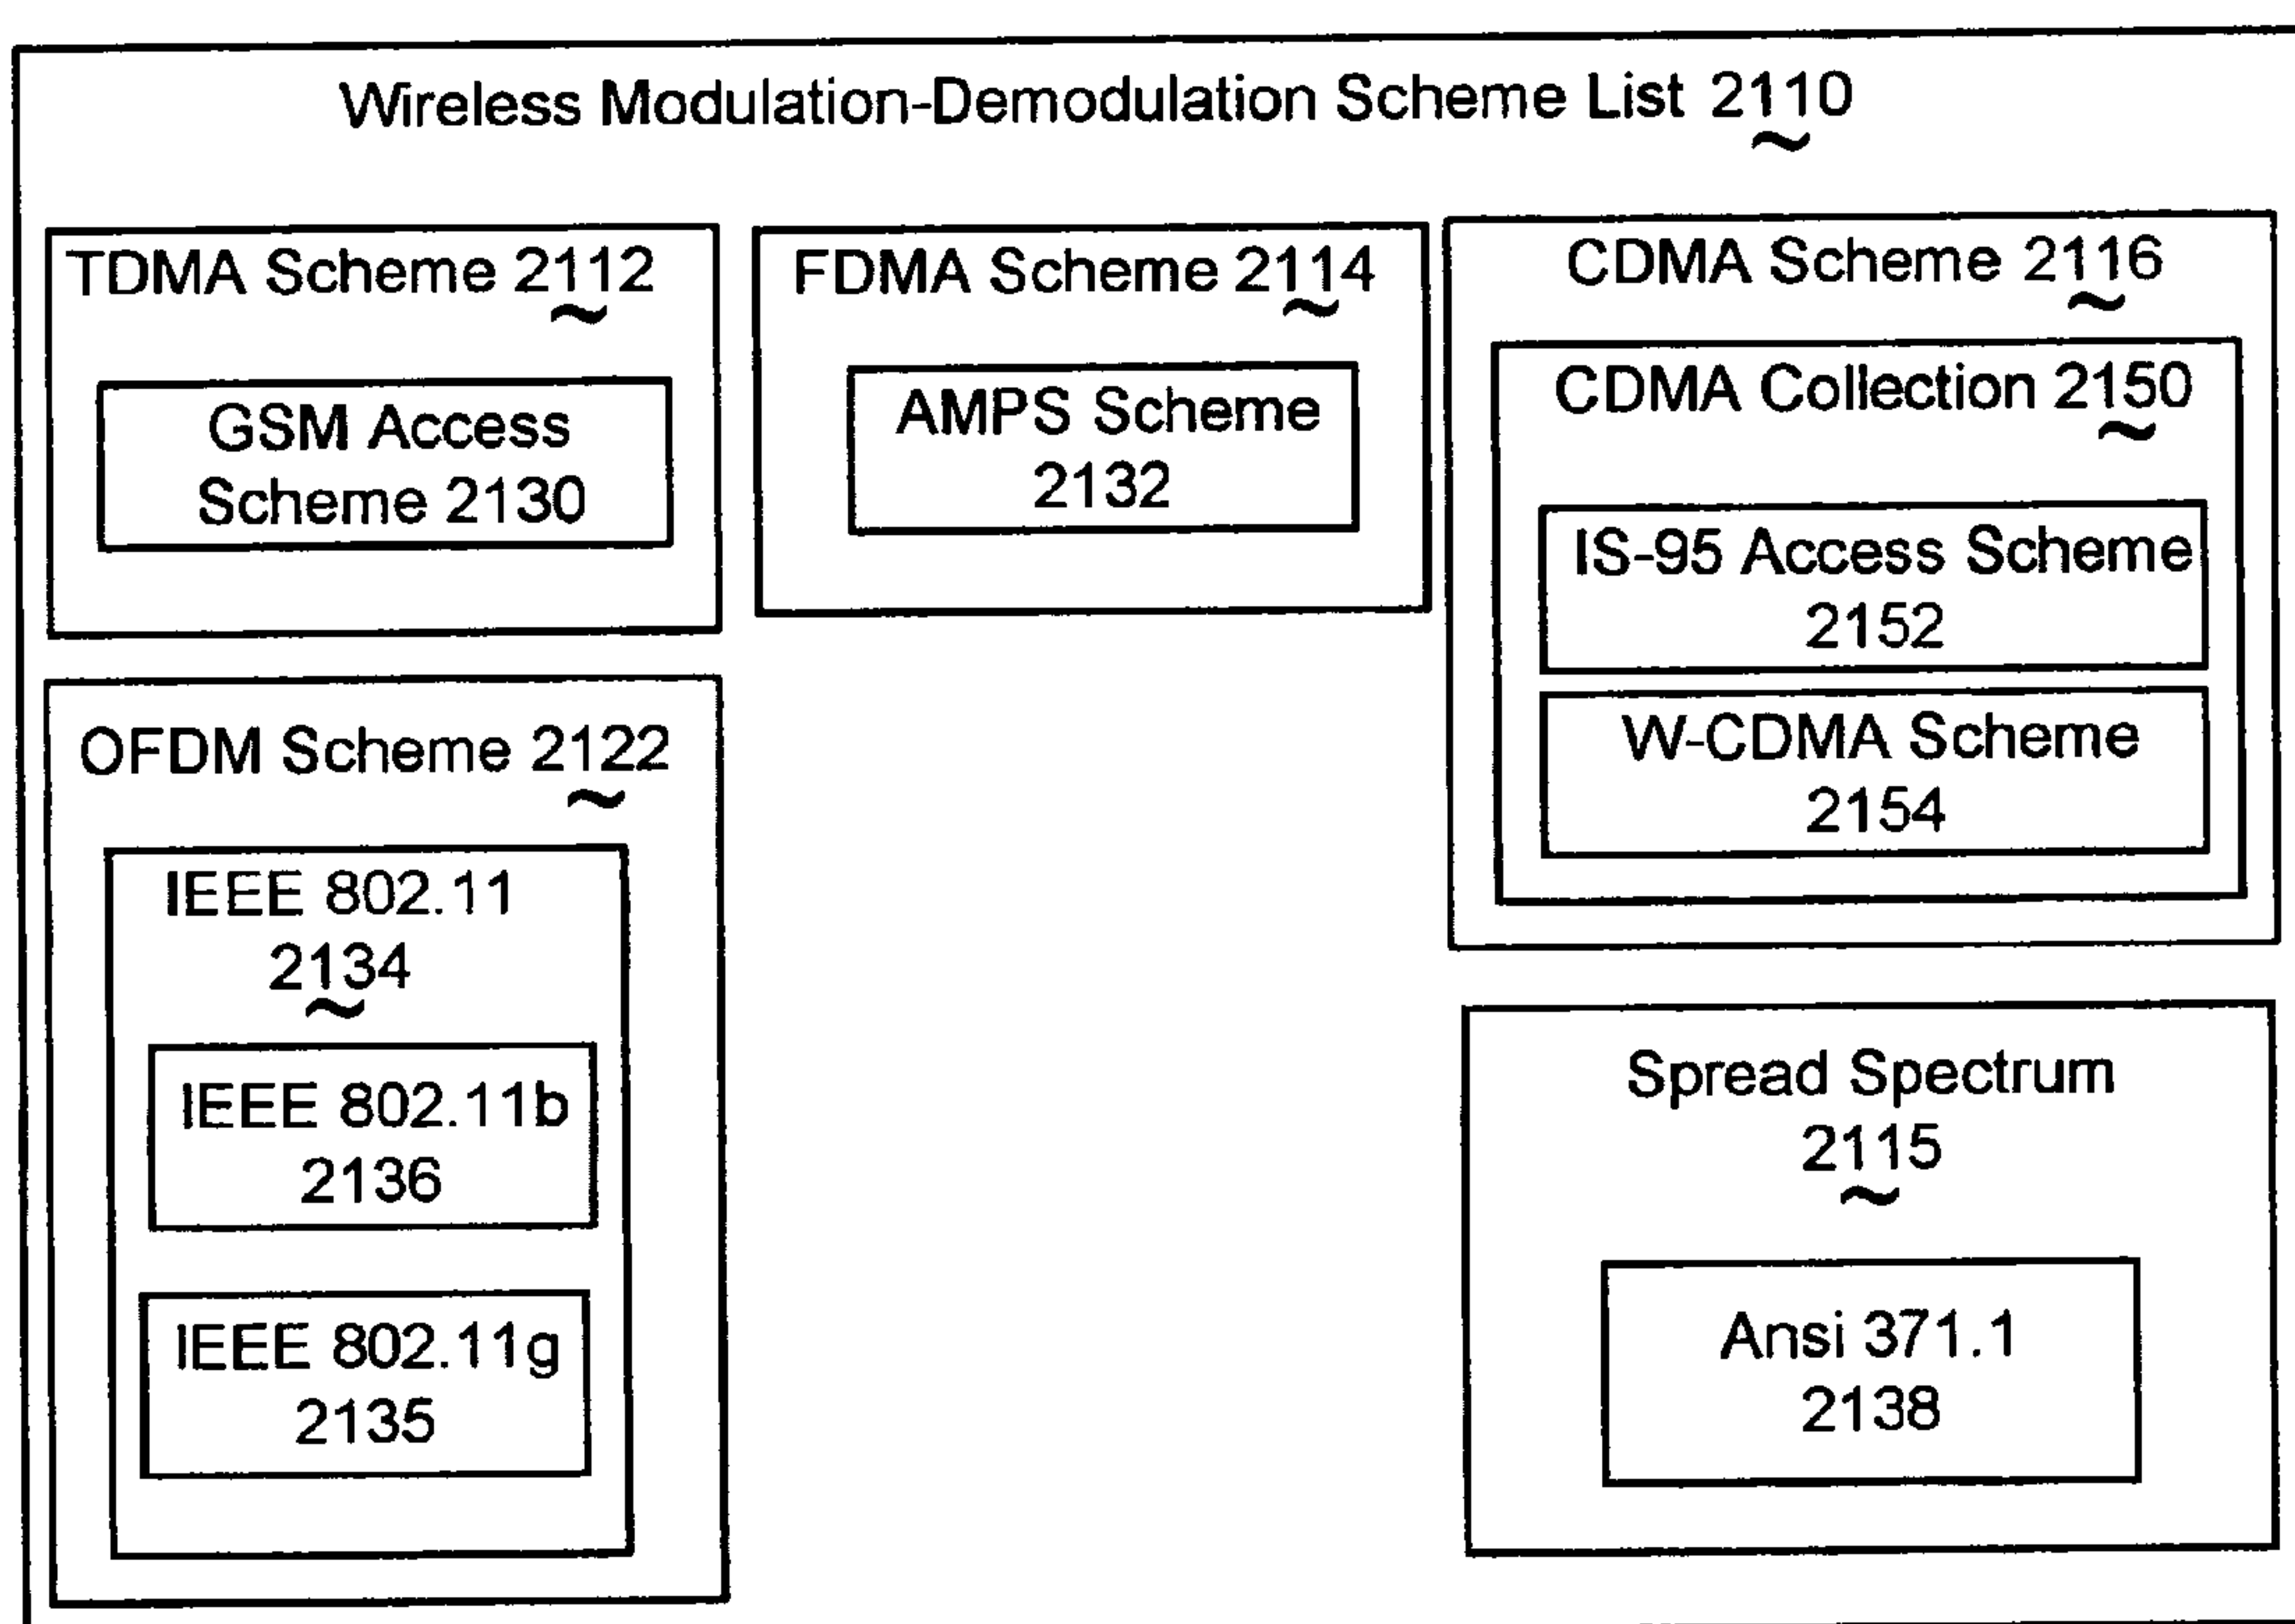 Wireless Modulation-Demodulation Scheme List 2110
TDMA Scheme 2112
GSM Access
Scheme 2130
FDMA Scheme 2114
AMPS Scheme
2132
CDMA Scheme 2116
CDMA Collection 2150
IS-95 Access Scheme
2152
W-CDMA Scheme
2154
OFDM Scheme 2122
IEEE 802.11
2134
IEEE 802.11b
2136
IEEE 802.11g
2135
Spread Spectrum
2115
Ansi 371.1
2138